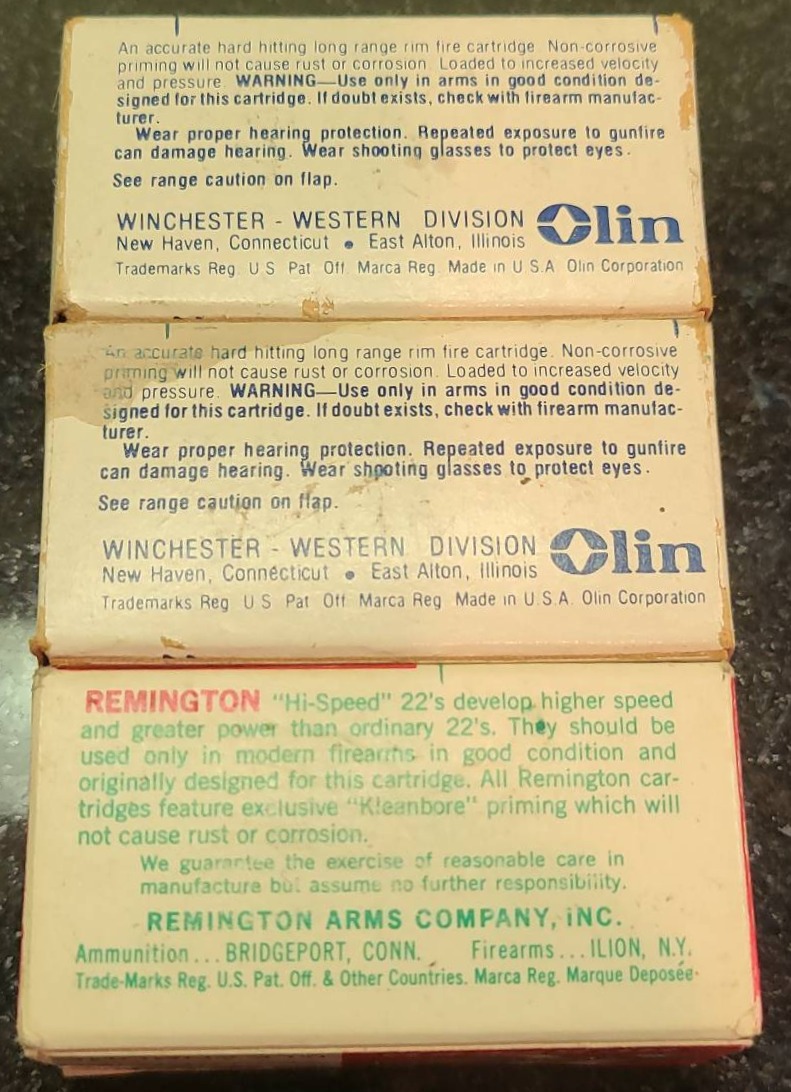 An accurate hard hitting long range rim fire cartridge. Non-corrosive
priming will not cause rust or corrosion. Loaded to increased velocity
and pressure. WARNING—Use only in arms in good condition de-
signed for this cartridge. If doubt exists, check with firearm manufac-
turer.
Wear proper hearing protection. Repeated exposure to gunfire
can damage hearing. Wear shooting glasses to protect eyes.
See range caution on flap.
WINCHESTER - WESTERN DIVISION Olin
New Haven, Connecticut • East Alton, Illinois
Trademarks Reg U S Pat Off Marca Reg Made in U S A Olin Corporation
An accurate hard hitting long range rim fire cartridge. Non-corrosive
priming will not cause rust or corrosion. Loaded to increased velocity
and pressure. WARNING—Use only in arms in good condition de-
signed for this cartridge. If doubt exists, check with firearm manufac-
turer.
Wear proper hearing protection. Repeated exposure to gunfire
can damage hearing. Wear shooting glasses to protect eyes.
See range caution on flap.
WINCHESTER - WESTERN DIVISION Olin
New Haven, Connecticut • East Alton, Illinois
Trademarks Reg U S Pat Off Marca Reg Made in U.S.A. Olin Corporation
REMINGTON "Hi-Speed" 22's develop higher speed
and greater power than ordinary 22's. They should be
used only in modern firearms in good condition and
originally designed for this cartridge. All Remington car-
tridges feature exclusive "Kleanbore" priming which will
not cause rust or corrosion.
We guarantee the exercise of reasonable care in
manufacture but assume no further responsibility.
REMINGTON ARMS COMPANY, INC.
Ammunition... BRIDGEPORT, CONN. Firearms... ILION, N.Y.
Trade-Marks Reg. U.S. Pat. Off. & Other Countries. Marca Reg. Marque Deposée.